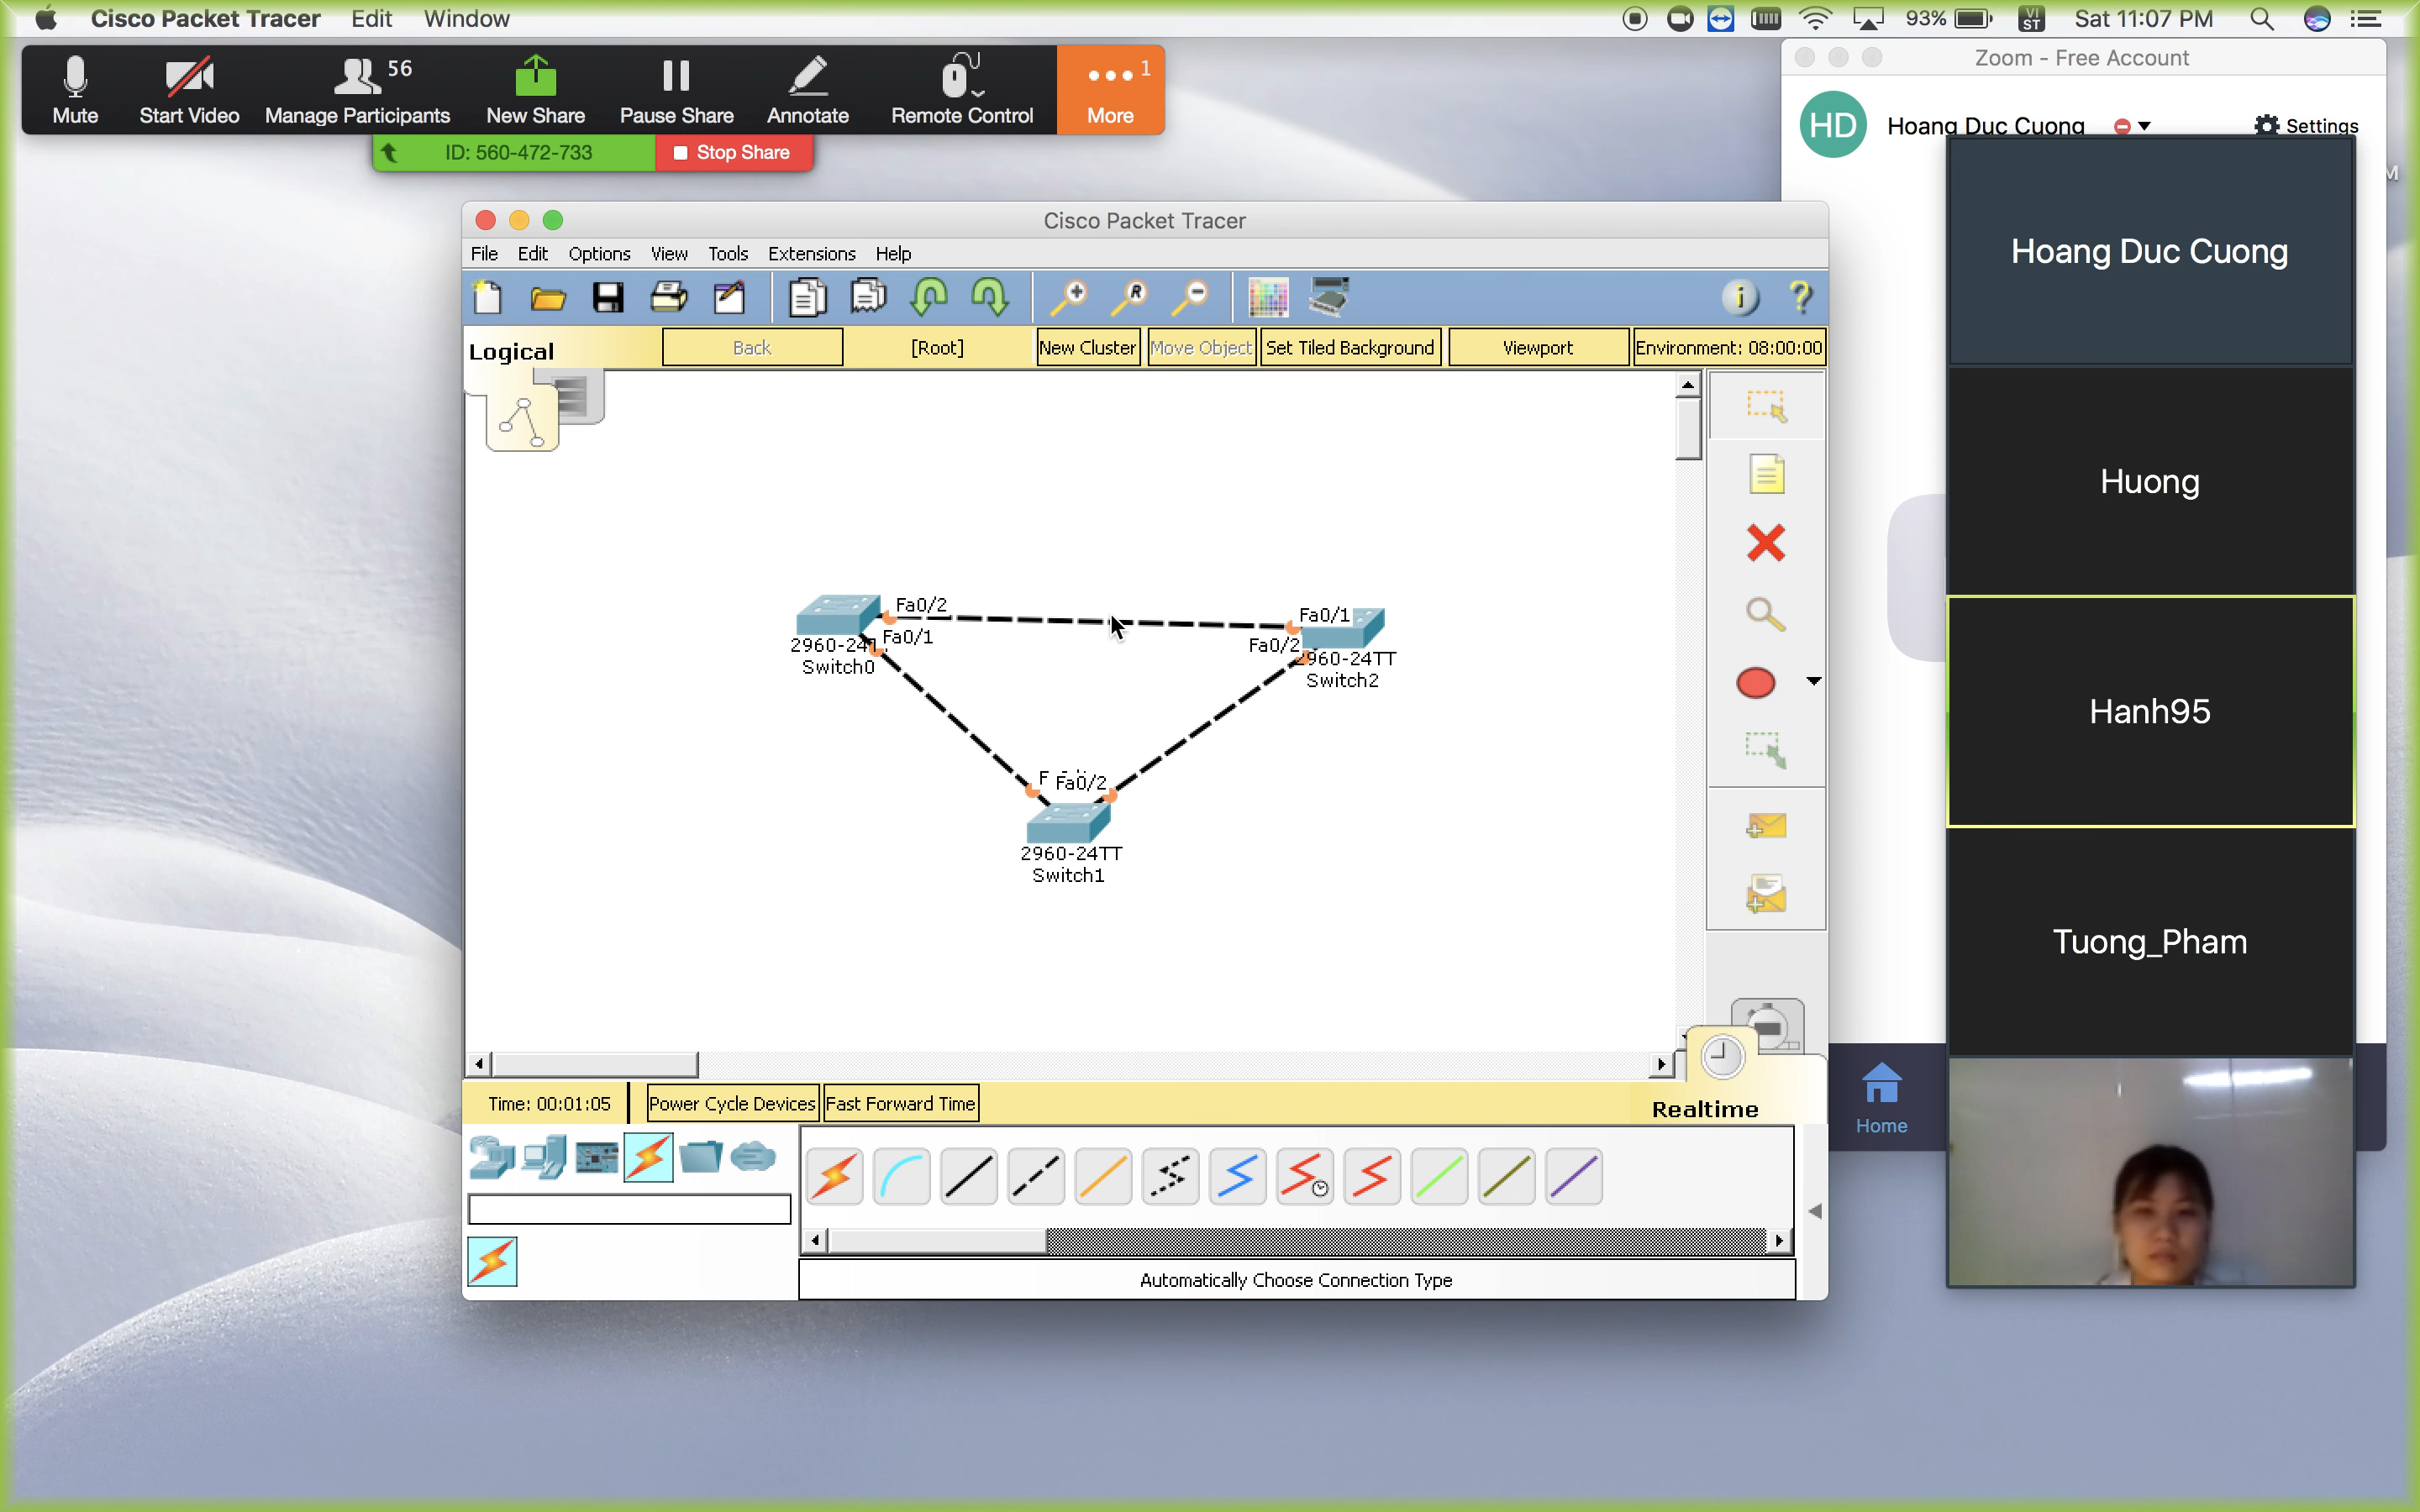 Cisco Packet Tracer Edit Window 93% VI ST Sat 11:07 PM
Mute Start Video Manage Participants 56 New Share Pause Share Annotate Remote Control More 1
ID: 560-472-733 Stop Share
Zoom - Free Account
HD Hoang Duc Cuong Settings
Cisco Packet Tracer
File Edit Options View Tools Extensions Help
Logical Back [Root] New Cluster Move Object Set Tiled Background Viewport Environment: 08:00:00
Fa0/2
Fa0/1
2960-24T
Switch0
Fa0/1
Fa0/2
2960-24TT
Switch2
F Fa0/2
2960-24TT
Switch1
Time: 00:01:05 Power Cycle Devices Fast Forward Time Realtime
Automatically Choose Connection Type
Hoang Duc Cuong
Huong
Hanh95
Tuong_Pham
Home